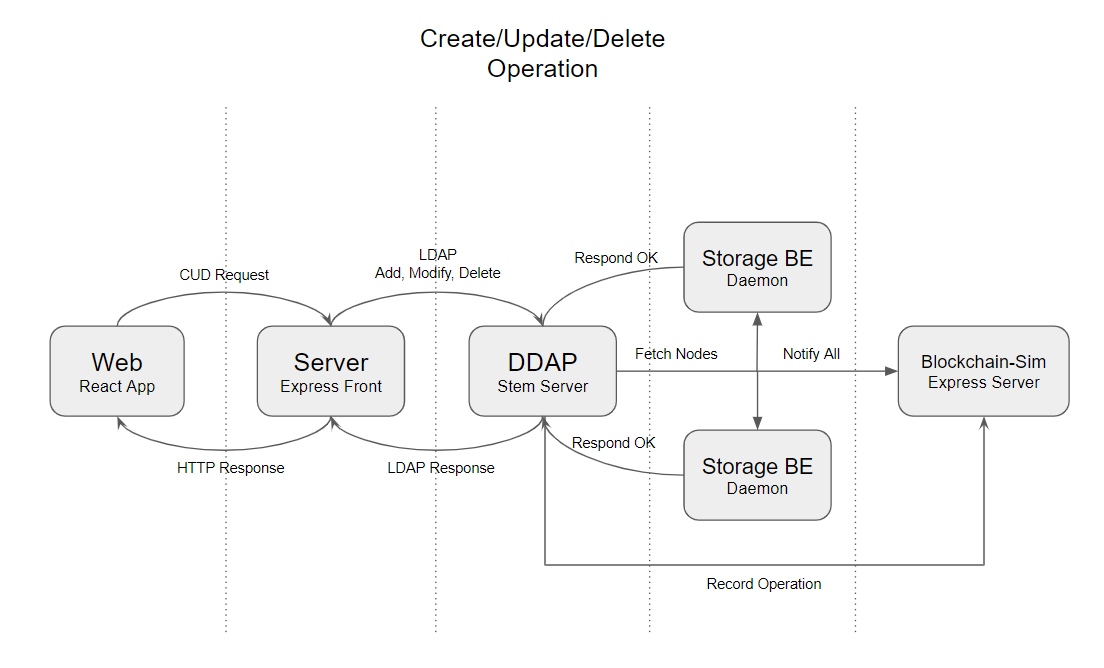 Create/Update/Delete
Operation
CUD Request
LDAP
Add, Modify, Delete
Respond OK
Storage BE
Daemon
Web
React App
Server
Express Front
DDAP
Stem Server
Fetch Nodes
Notify All
Blockchain-Sim
Express Server
HTTP Response
LDAP Response
Respond OK
Storage BE
Daemon
Record Operation